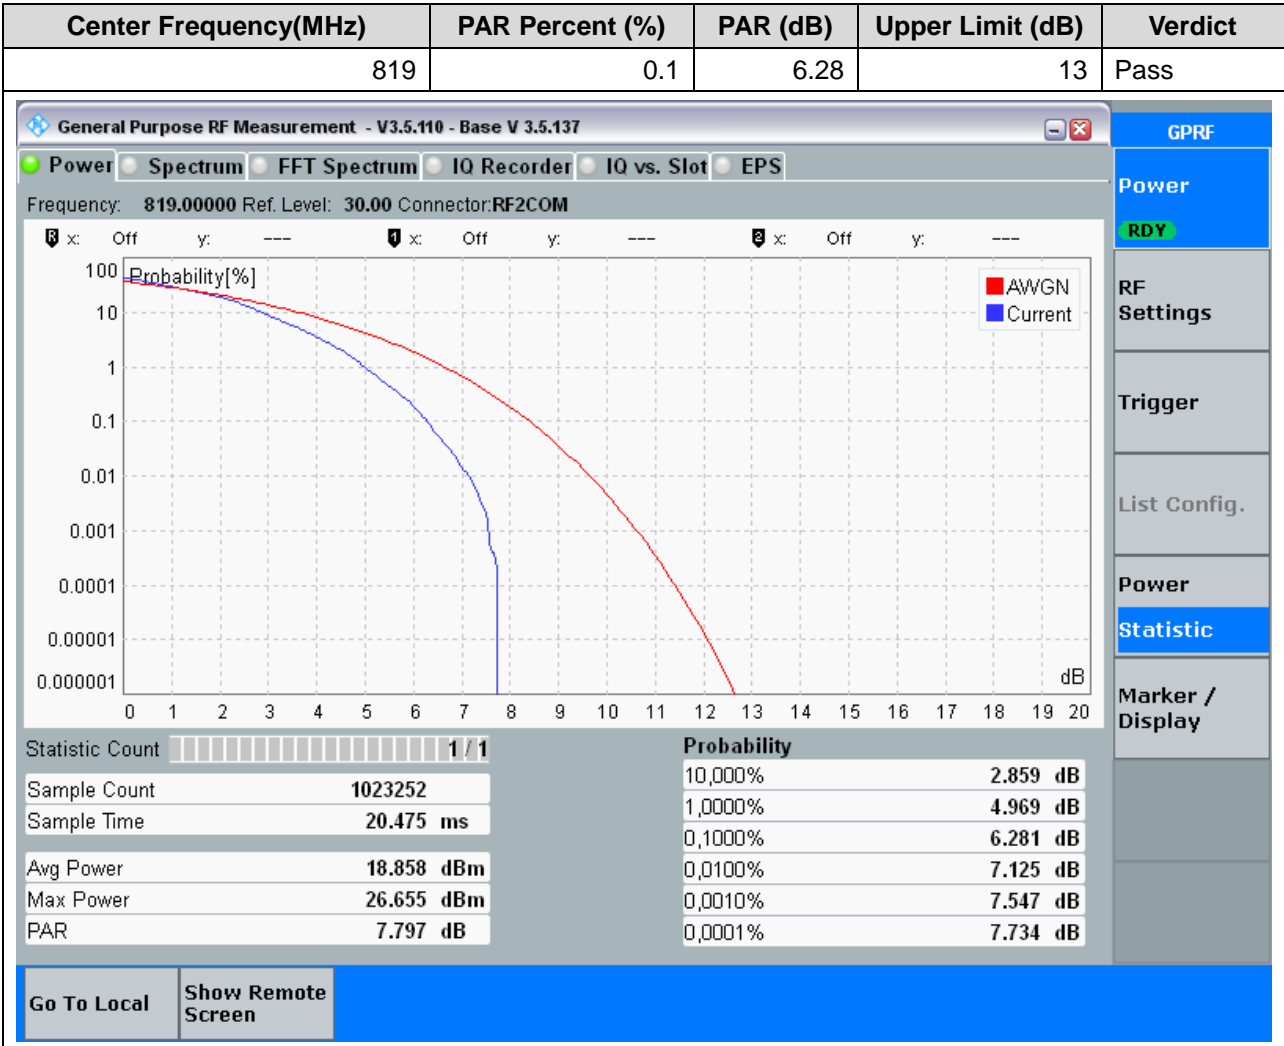 Center Frequency(MHz) PAR Percent (%) PAR (dB) Upper Limit (dB) Verdict
819 0.1 6.28 13 Pass
General Purpose RF Measurement - V3.5.110 - Base V 3.5.137
GPRF
Power Spectrum FFT Spectrum IQ Recorder IQ vs. Slot EPS
Frequency: 819.00000 Ref. Level: 30.00 Connector:RF2COM
R x: Off y: --- 1 x: Off y: --- 2 x: Off y: ---
Probability[%]
AWGN
Current
100
10
1
0.1
0.01
0.001
0.0001
0.00001
0.000001
dB
0 1 2 3 4 5 6 7 8 9 10 11 12 13 14 15 16 17 18 19 20
Statistic Count 1 / 1
Sample Count 1023252
Sample Time 20.475 ms
Avg Power 18.858 dBm
Max Power 26.655 dBm
PAR 7.797 dB
Probability
10,000% 2.859 dB
1,0000% 4.969 dB
0,1000% 6.281 dB
0,0100% 7.125 dB
0,0010% 7.547 dB
0,0001% 7.734 dB
Power
RDY
RF
Settings
Trigger
List Config.
Power
Statistic
Marker /
Display
Go To Local
Show Remote
Screen